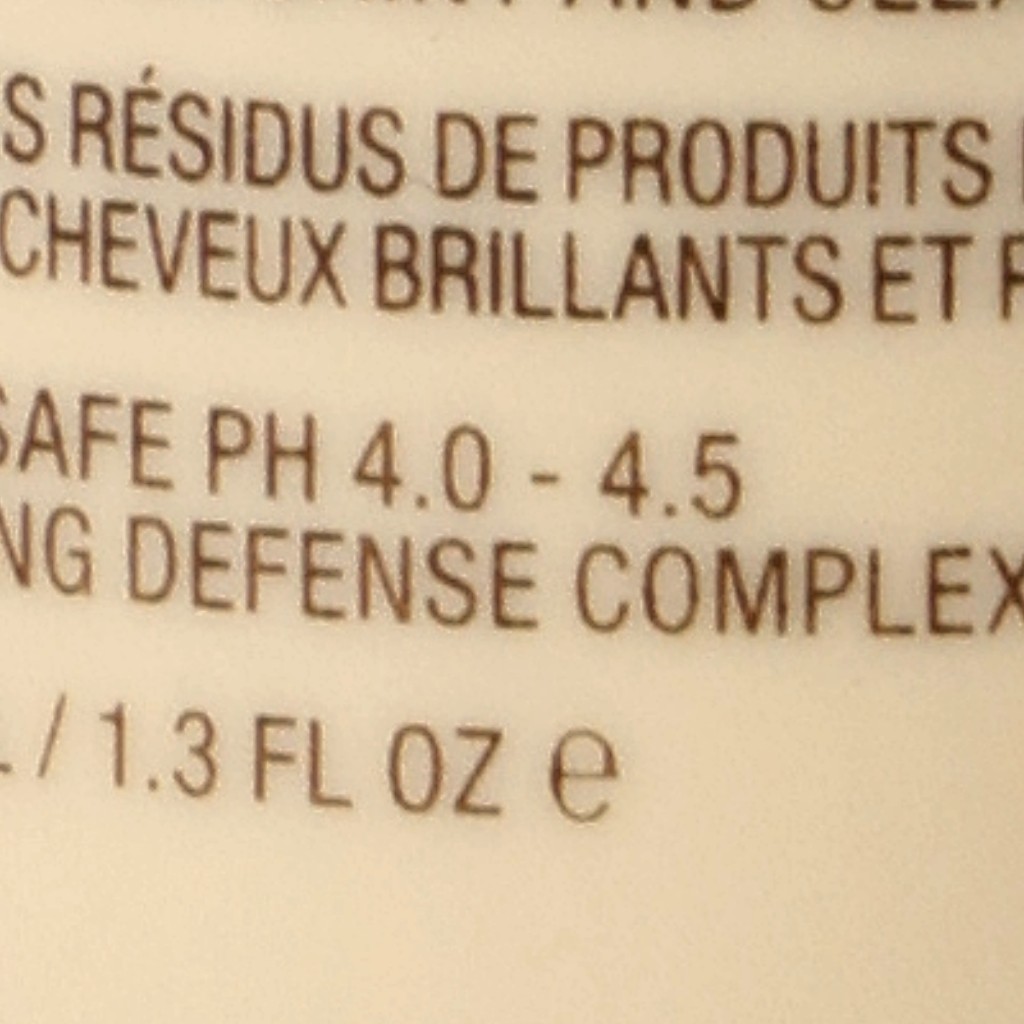 AND
S RÉSIDUS DE PRODUITS
CHEVEUX BRILLANTS ET
SAFE PH 4.0 - 4.5
NG DEFENSE COMPLEX
L / 1.3 FL OZ ℮